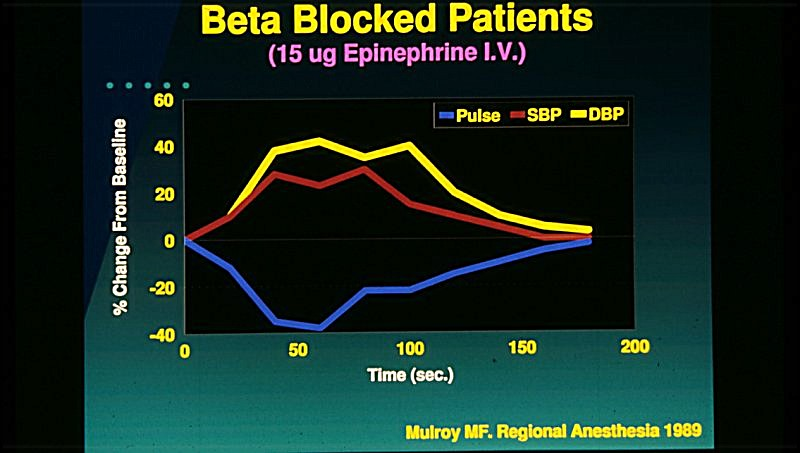 Beta Blocked Patients
(15 ug Epinephrine I.V.)
Pulse SBP DBP
% Change From Baseline
60
40
20
0
-20
-40
0 50 100 150 200
Time (sec.)
Mulroy MF. Regional Anesthesia 1989